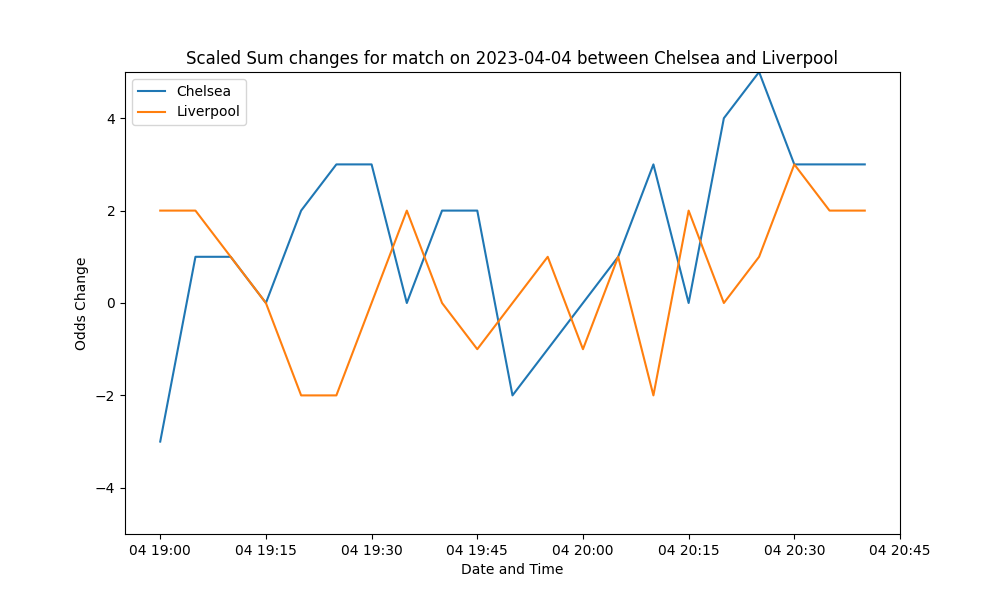 Scaled Sum changes for match on 2023-04-04 between Chelsea and Liverpool
Chelsea
Liverpool
4
2
0
−2
−4
Odds Change
04 19:00 04 19:15 04 19:30 04 19:45 04 20:00 04 20:15 04 20:30 04 20:45
Date and Time